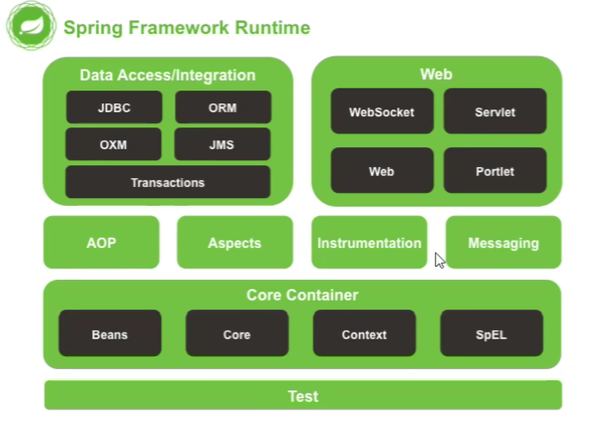 Spring Framework Runtime
Data Access/Integration
JDBC ORM
OXM JMS
Transactions
Web
WebSocket Servlet
Web Portlet
AOP Aspects Instrumentation Messaging
Core Container
Beans Core Context SpEL
Test